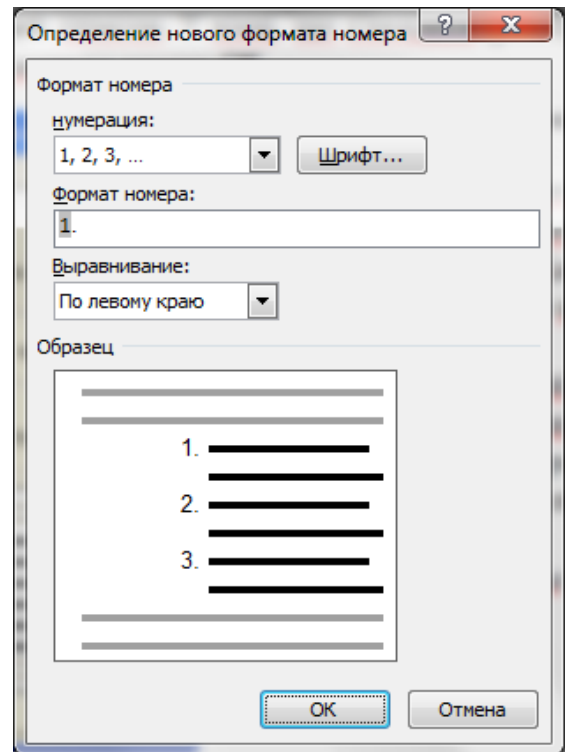 Определение нового формата номера
Формат номера
нумерация:
1, 2, 3, ...
Шрифт...
Формат номера:
1.
Выравнивание:
По левому краю
Образец
1.
2.
3.
ОК
Отмена